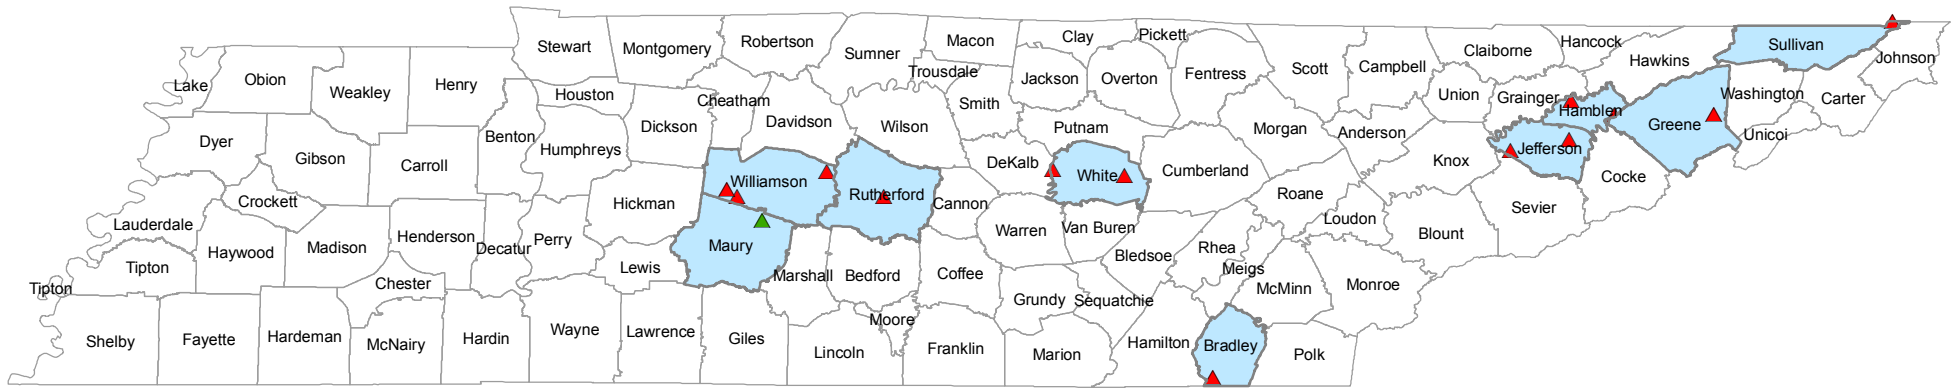 Stewart
Montgomery
Robertson
Sumner
Macon
Clay
Pickett
Trousdale
Jackson
Overton
Fentress
Scott
Campbell
Claiborne
Hancock
Hawkins
Sullivan
Johnson
Lake
Obion
Weakley
Henry
Houston
Cheatham
Smith
Union
Grainger
Hamblen
Washington
Carter
Dyer
Gibson
Carroll
Benton
Humphreys
Dickson
Davidson
Wilson
Putnam
Morgan
Anderson
Knox
Jefferson
Greene
Unicoi
Crockett
Hickman
Williamson
Rutherford
Cannon
DeKalb
White
Cumberland
Roane
Loudon
Sevier
Cocke
Lauderdale
Haywood
Madison
Henderson
Decatur
Perry
Lewis
Maury
Marshall
Bedford
Coffee
Warren
Van Buren
Bledsoe
Rhea
Meigs
McMinn
Monroe
Blount
Tipton
Tipton
Chester
Grundy
Sequatchie
Shelby
Fayette
Hardeman
McNairy
Hardin
Wayne
Lawrence
Giles
Lincoln
Moore
Franklin
Marion
Hamilton
Bradley
Polk